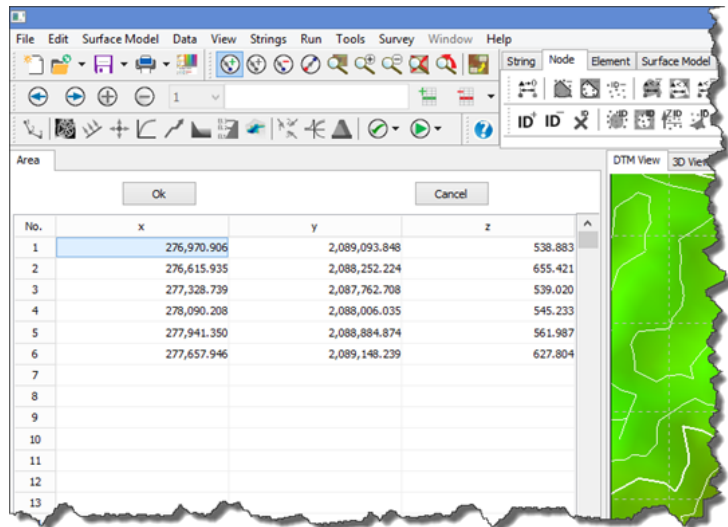 File Edit Surface Model Data View Strings Run Tools Survey Window Help
String Node Element Surface Model
1
ID+ ID- ID
Area
DTM View 3D View
Ok Cancel
No. x y z
1 276,970.906 2,089,093.848 538.883
2 276,615.935 2,088,252.224 655.421
3 277,328.739 2,087,762.708 539.020
4 278,090.208 2,088,006.035 545.233
5 277,941.350 2,088,884.874 561.987
6 277,657.946 2,089,148.239 627.804
7
8
9
10
11
12
13